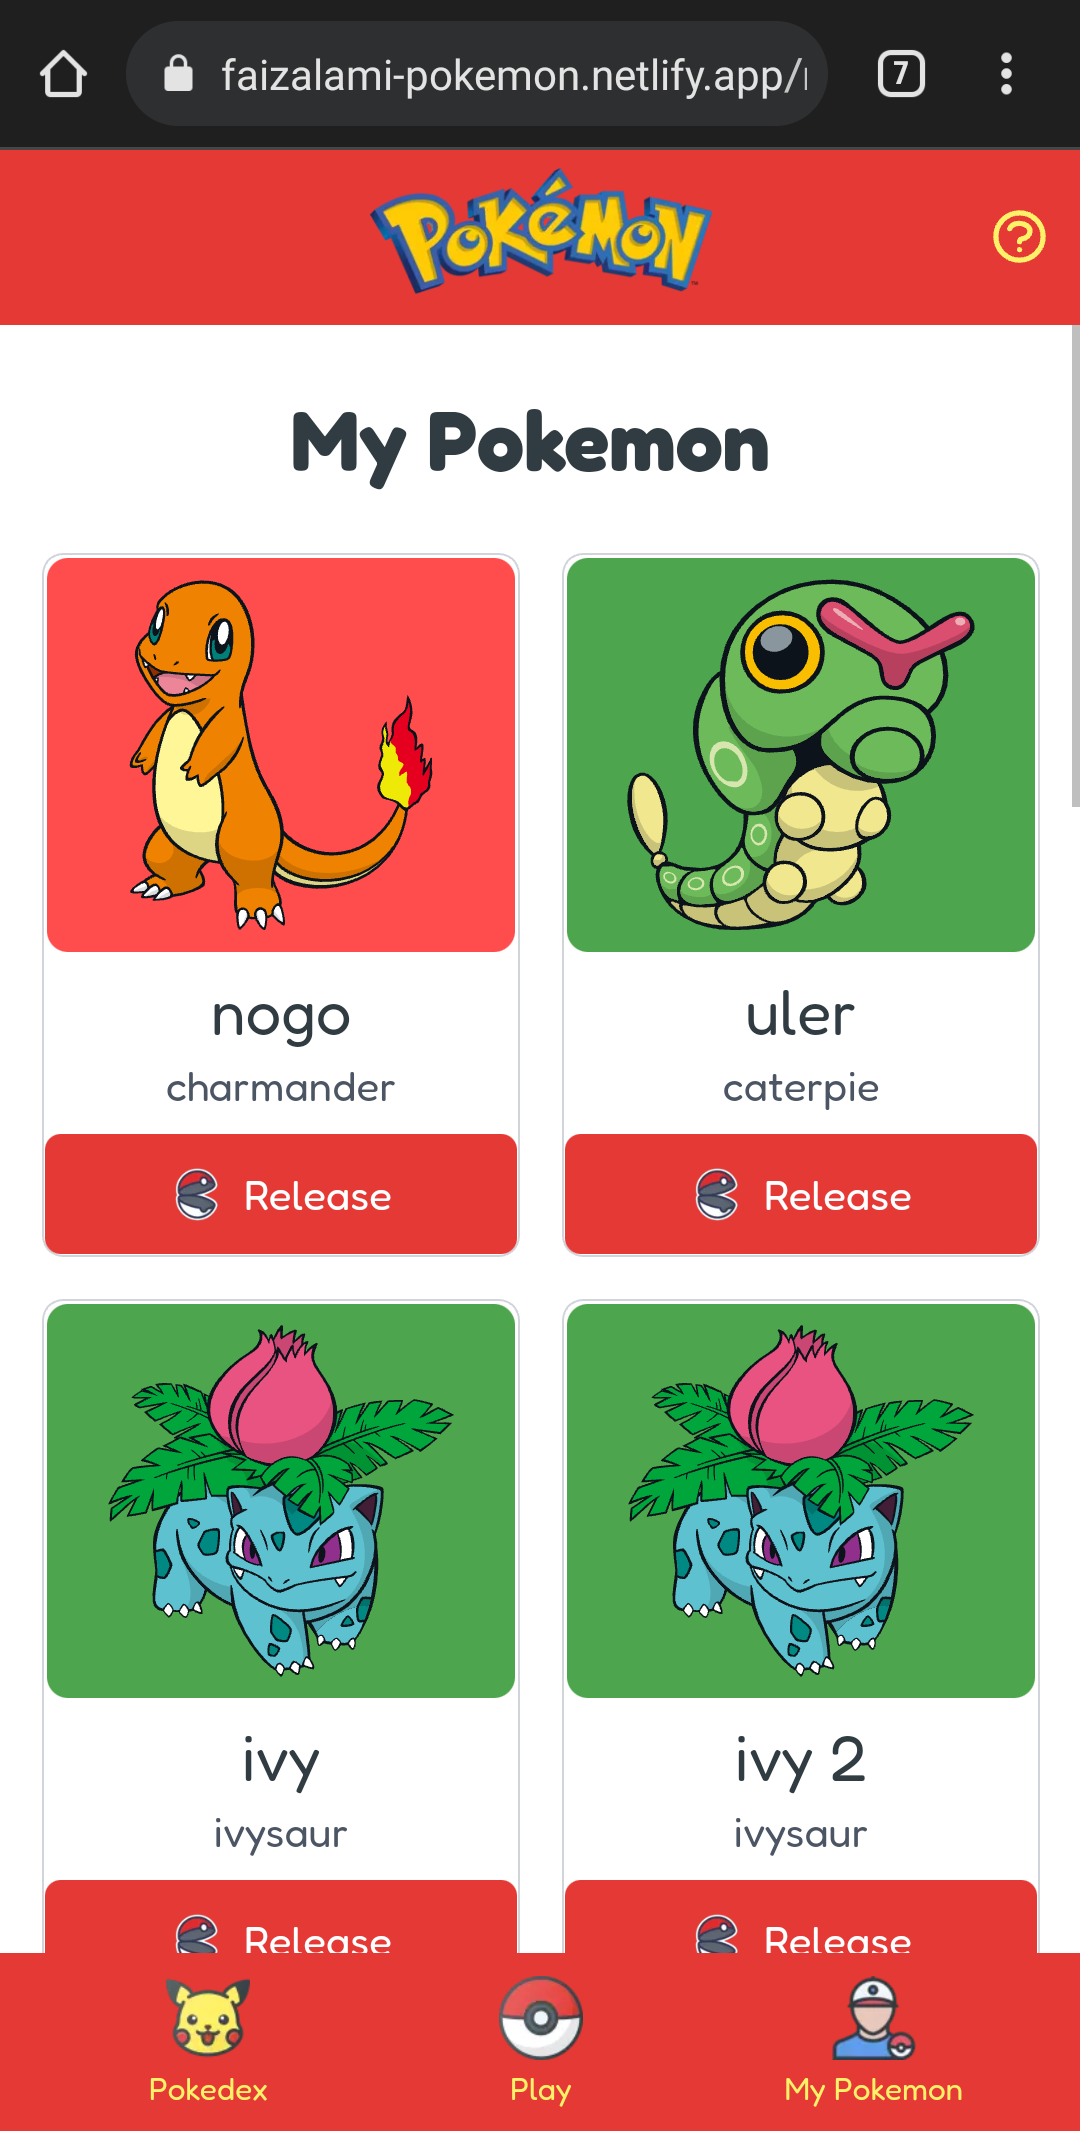 faizalami-pokemon.netlify.app/
7
POKéMON
™
?
My Pokemon
nogo
uler
charmander
caterpie
Release
Release
ivy
ivy 2
ivysaur
ivysaur
Release
Release
Pokedex
Play
My Pokemon